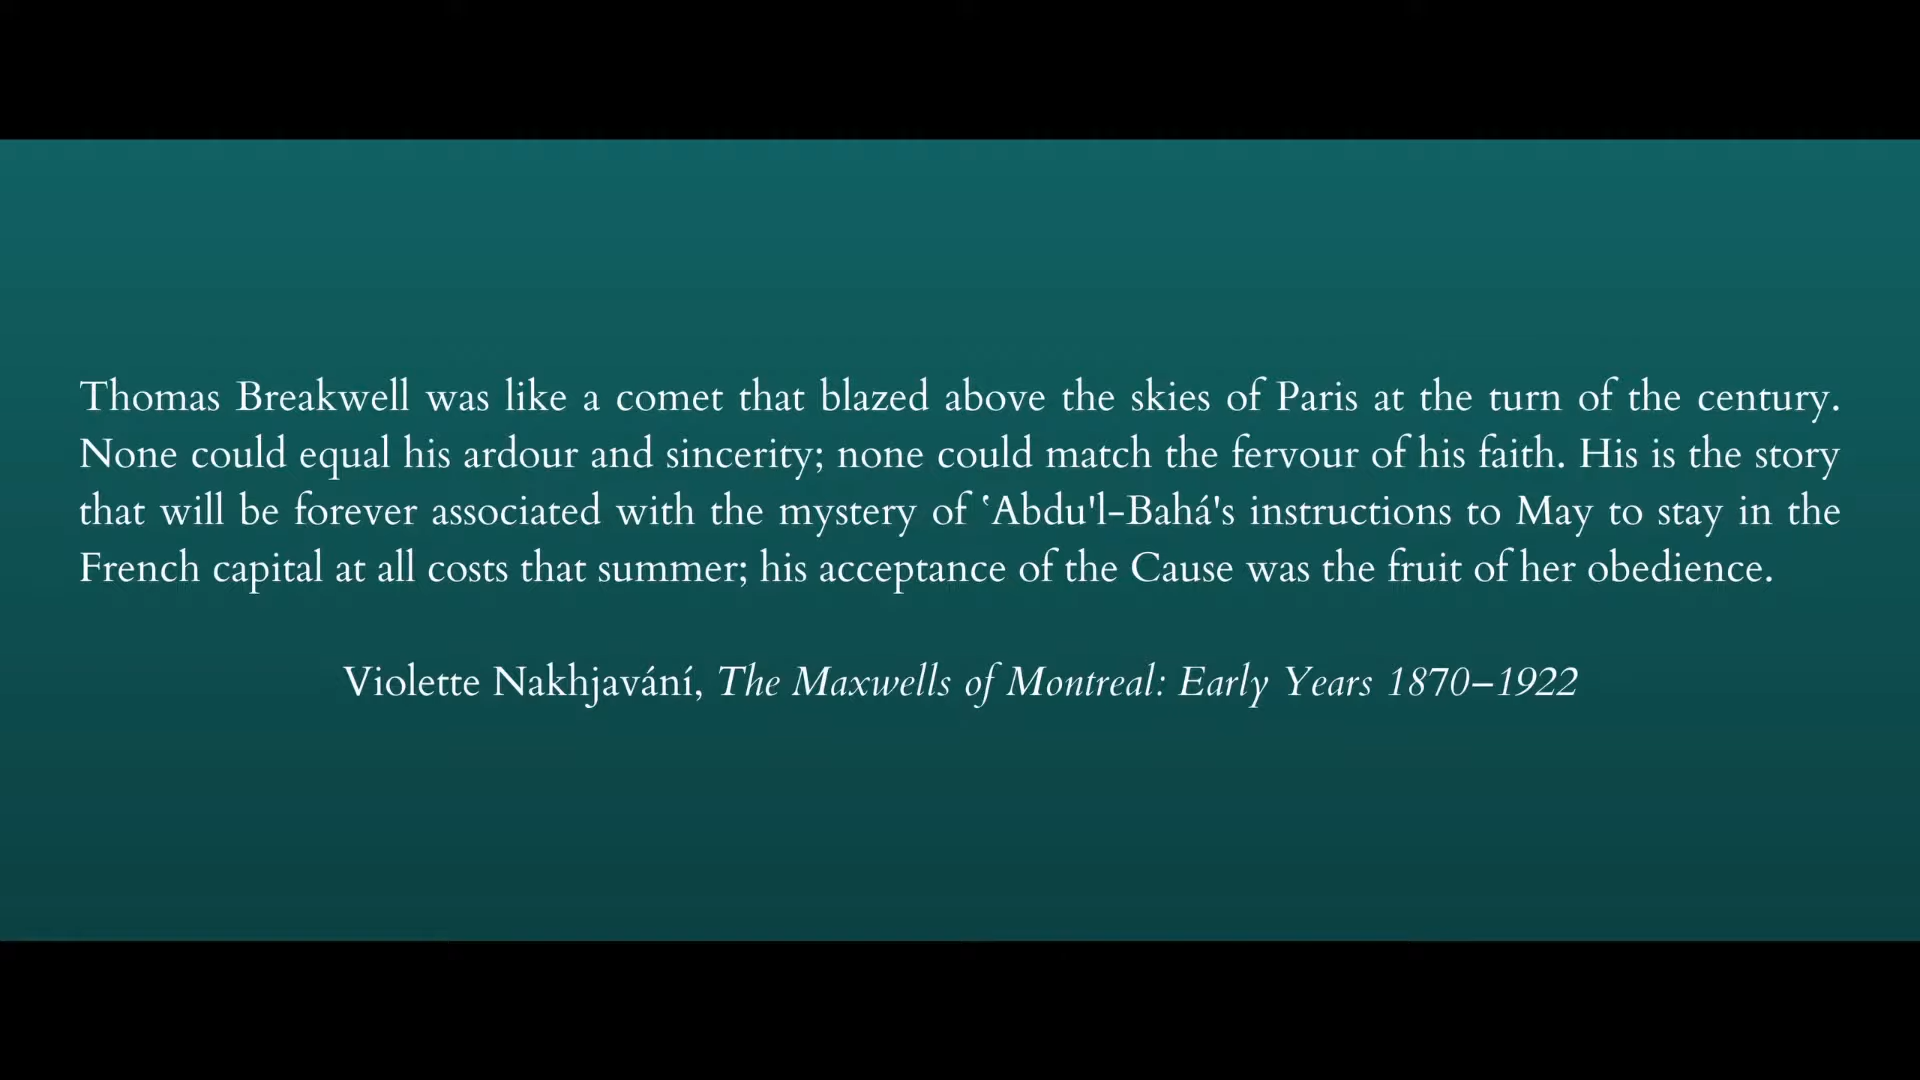 Thomas Breakwell was like a comet that blazed above the skies of Paris at the turn of the century.
None could equal his ardour and sincerity; none could match the fervour of his faith. His is the story
that will be forever associated with the mystery of ‘Abdu'l-Bahá's instructions to May to stay in the
French capital at all costs that summer; his acceptance of the Cause was the fruit of her obedience.
Violette Nakhjavání, The Maxwells of Montreal: Early Years 1870–1922